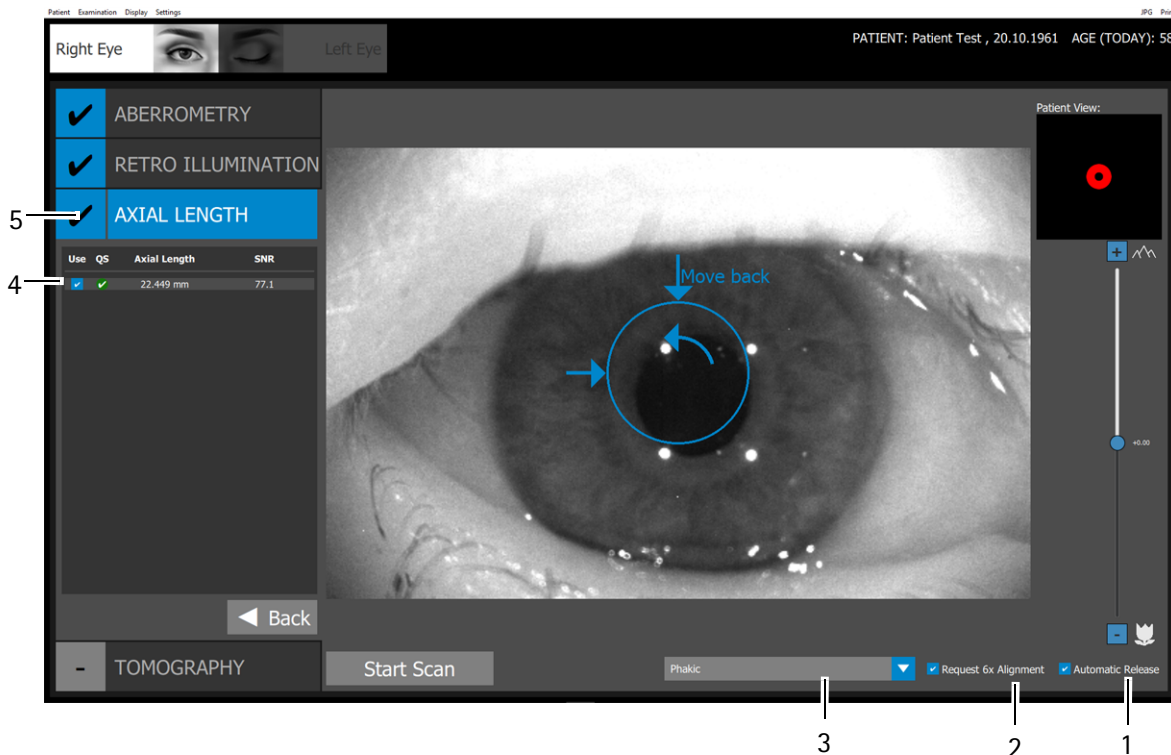 Patient Examination Display Settings JPG
Right Eye Left Eye PATIENT: Patient Test , 20.10.1961 AGE (TODAY): 58
ABERROMETRY
RETRO ILLUMINATION
AXIAL LENGTH
Patient View:
5
Use QS Axial Length SNR
22.449 mm 77.1
4
Move back
+
+0.00
-
Back
- TOMOGRAPHY
Start Scan
Phakic
Request 6x Alignment
Automatic Release
3
2
1